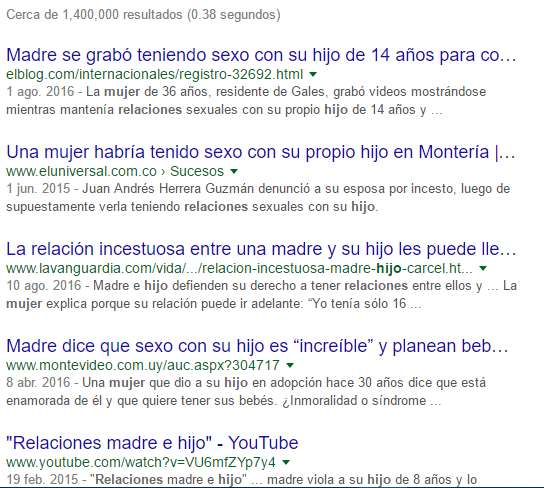 Cerca de 1,400,000 resultados (0.38 segundos)
Madre se grabó teniendo sexo con su hijo de 14 años para co…
elblog.com/internacionales/registro-32692.html
1 ago. 2016 - La mujer de 36 años, residente de Gales, grabó videos mostrándose
mientras mantenía relaciones sexuales con su propio hijo de 14 años y ...
Una mujer habría tenido sexo con su propio hijo en Montería |…
www.eluniversal.com.co › Sucesos
1 jun. 2015 - Juan Andrés Herrera Guzmán denunció a su esposa por incesto, luego de
supuestamente verla teniendo relaciones sexuales con su hijo.
La relación incestuosa entre una madre y su hijo les puede lle…
www.lavanguardia.com/vida/.../relacion-incestuosa-madre-hijo-carcel.ht...
10 ago. 2016 - Madre e hijo defienden su derecho a tener relaciones entre ellos y ... La
mujer explica porque su relación puede ir adelante: “Yo tenía sólo 16 ...
Madre dice que sexo con su hijo es “increíble” y planean beb…
www.montevideo.com.uy/auc.aspx?304717
8 abr. 2016 - Una mujer que dio a su hijo en adopción hace 30 años dice que está
enamorada de él y que quiere tener sus bebés. ¿Inmoralidad o síndrome ...
"Relaciones madre e hijo" - YouTube
www.youtube.com/watch?v=VU6mfZYp7y4
19 feb. 2015 - "Relaciones madre e hijo" ... madre viola a su hijo de 8 años y lo